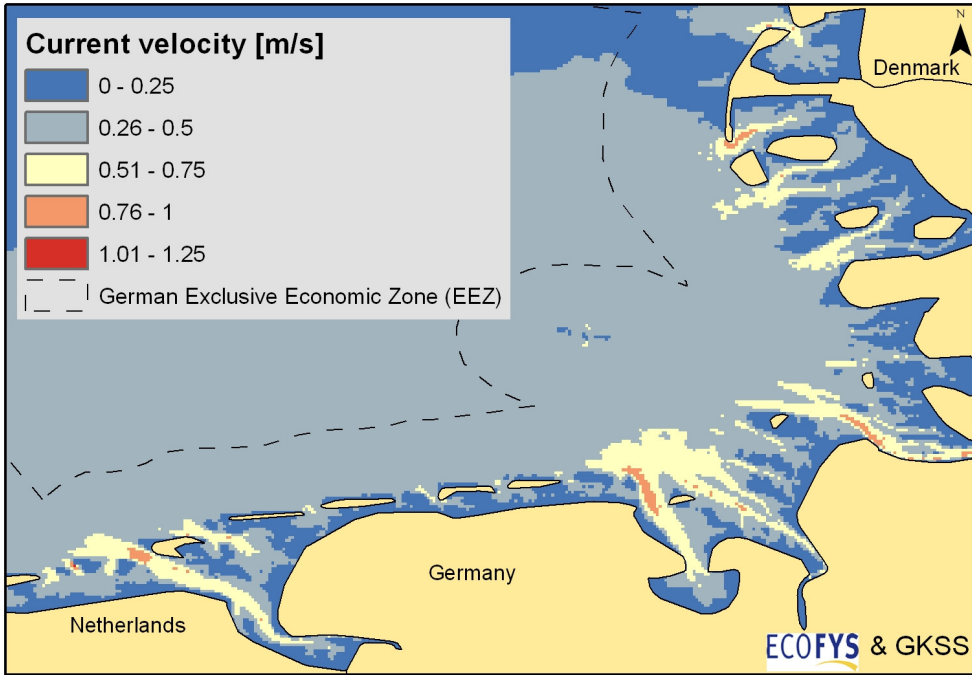 Current velocity [m/s]
0 - 0.25
0.26 - 0.5
0.51 - 0.75
0.76 - 1
1.01 - 1.25
German Exclusive Economic Zone (EEZ)
N
Denmark
Germany
Netherlands
ECOFYS & GKSS